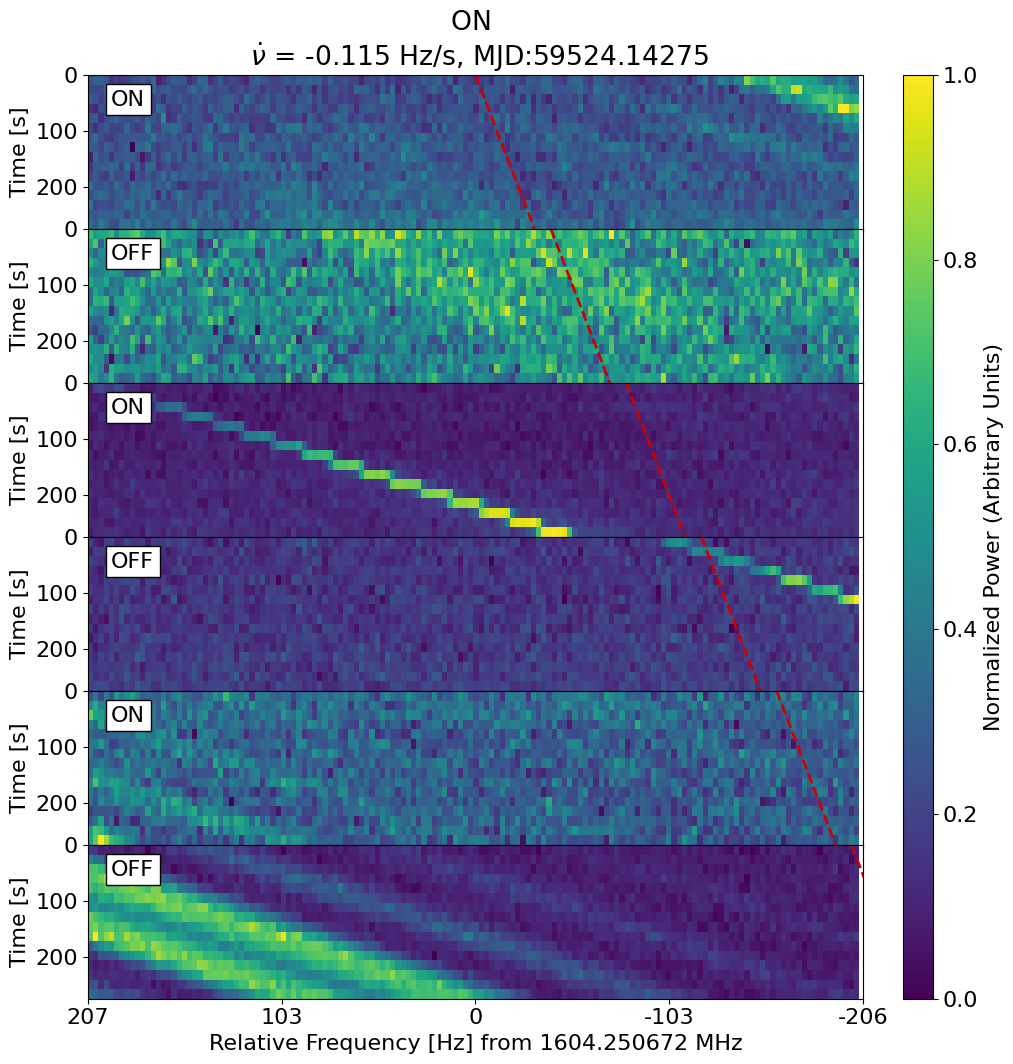 ON
ν̇ = -0.115 Hz/s, MJD:59524.14275
0
ON
100
Time [s]
200
0
OFF
100
Time [s]
200
0
ON
100
Time [s]
200
0
OFF
100
Time [s]
200
0
ON
100
Time [s]
200
0
OFF
100
Time [s]
200
207 103 0 -103 -206
Relative Frequency [Hz] from 1604.250672 MHz
1.0
0.8
0.6
0.4
0.2
0.0
Normalized Power (Arbitrary Units)